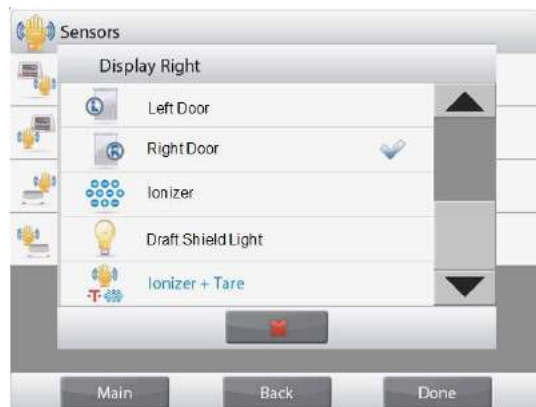 Sensors
Display Right
Left Door
Right Door
Ionizer
Draft Shield Light
Ionizer + Tare
Main
Back
Done